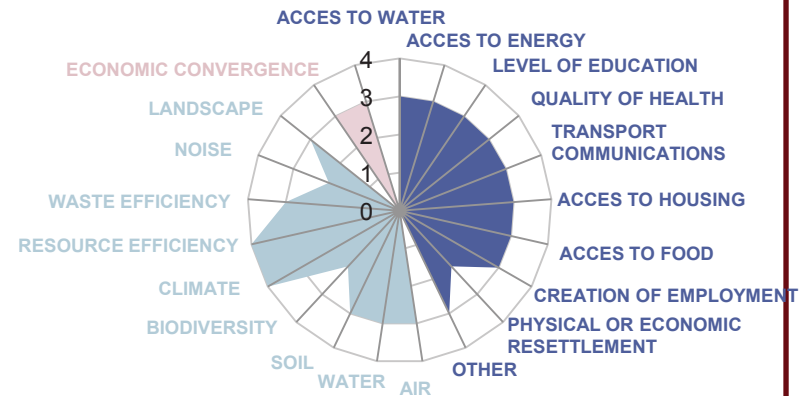 ACCES TO WATER
ACCES TO ENERGY
LEVEL OF EDUCATION
QUALITY OF HEALTH
TRANSPORT
COMMUNICATIONS
ACCES TO HOUSING
ACCES TO FOOD
CREATION OF EMPLOYMENT
PHYSICAL OR ECONOMIC
RESETTLEMENT
OTHER
AIR
WATER
SOIL
BIODIVERSITY
CLIMATE
RESOURCE EFFICIENCY
WASTE EFFICIENCY
NOISE
LANDSCAPE
ECONOMIC CONVERGENCE
4
3
2
1
0